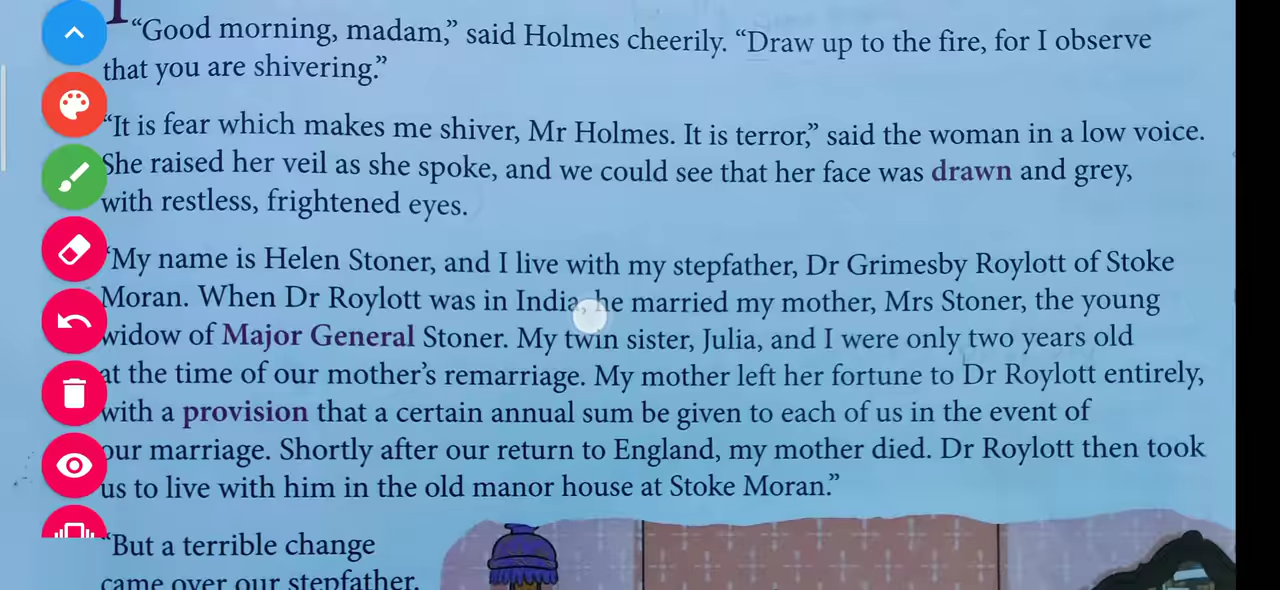 “Good morning, madam,” said Holmes cheerily. “Draw up to the fire, for I observe
that you are shivering.”
“It is fear which makes me shiver, Mr Holmes. It is terror,” said the woman in a low voice.
She raised her veil as she spoke, and we could see that her face was drawn and grey,
with restless, frightened eyes.
“My name is Helen Stoner, and I live with my stepfather, Dr Grimesby Roylott of Stoke
Moran. When Dr Roylott was in India, he married my mother, Mrs Stoner, the young
widow of Major General Stoner. My twin sister, Julia, and I were only two years old
at the time of our mother’s remarriage. My mother left her fortune to Dr Roylott entirely,
with a provision that a certain annual sum be given to each of us in the event of
our marriage. Shortly after our return to England, my mother died. Dr Roylott then took
us to live with him in the old manor house at Stoke Moran.”
“But a terrible change
came over our stepfather.